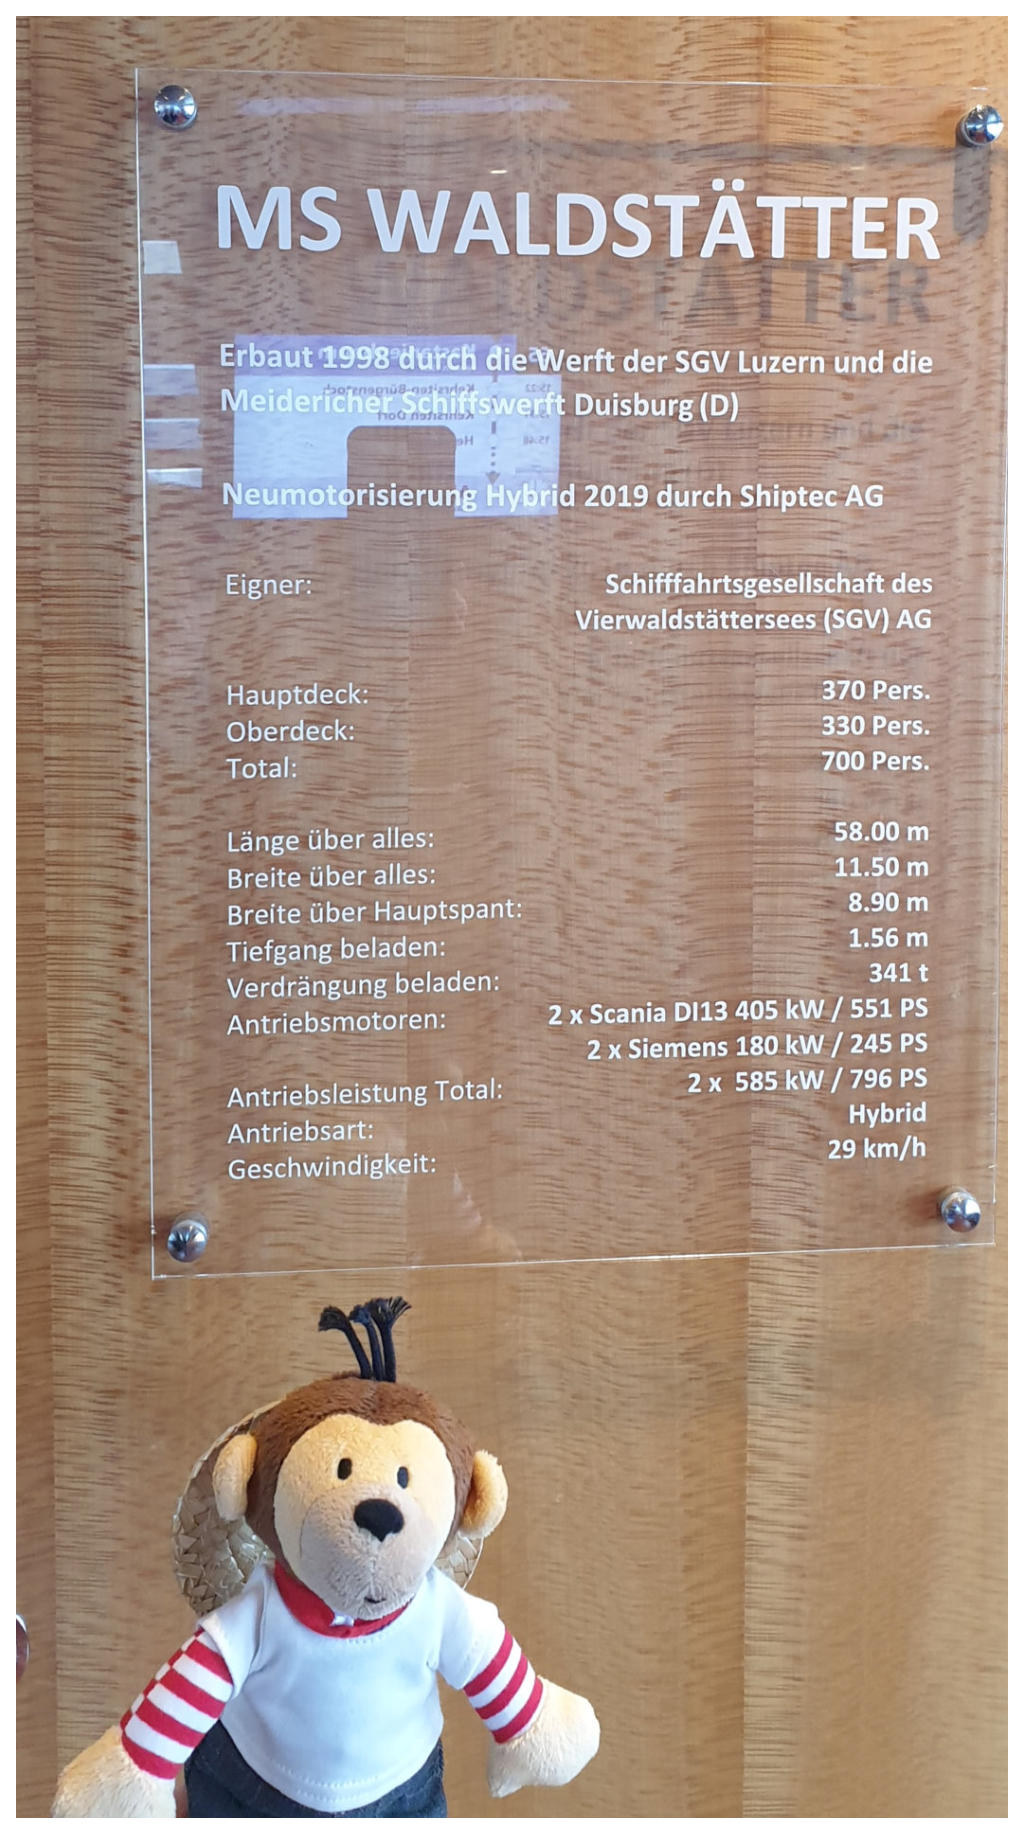 MS WALDSTÄTTER
Erbaut 1998 durch die Werft der SGV Luzern und die
Meidericher Schiffswerft Duisburg (D)
Neumotorisierung Hybrid 2019 durch Shiptec AG
Eigner: Schifffahrtsgesellschaft des
Vierwaldstättersees (SGV) AG
Hauptdeck: 370 Pers.
Oberdeck: 330 Pers.
Total: 700 Pers.
Länge über alles: 58.00 m
Breite über alles: 11.50 m
Breite über Hauptspant: 8.90 m
Tiefgang beladen: 1.56 m
Verdrängung beladen: 341 t
Antriebsmotoren: 2 x Scania DI13 405 kW / 551 PS
2 x Siemens 180 kW / 245 PS
Antriebsleistung Total: 2 x 585 kW / 796 PS
Antriebsart: Hybrid
Geschwindigkeit: 29 km/h